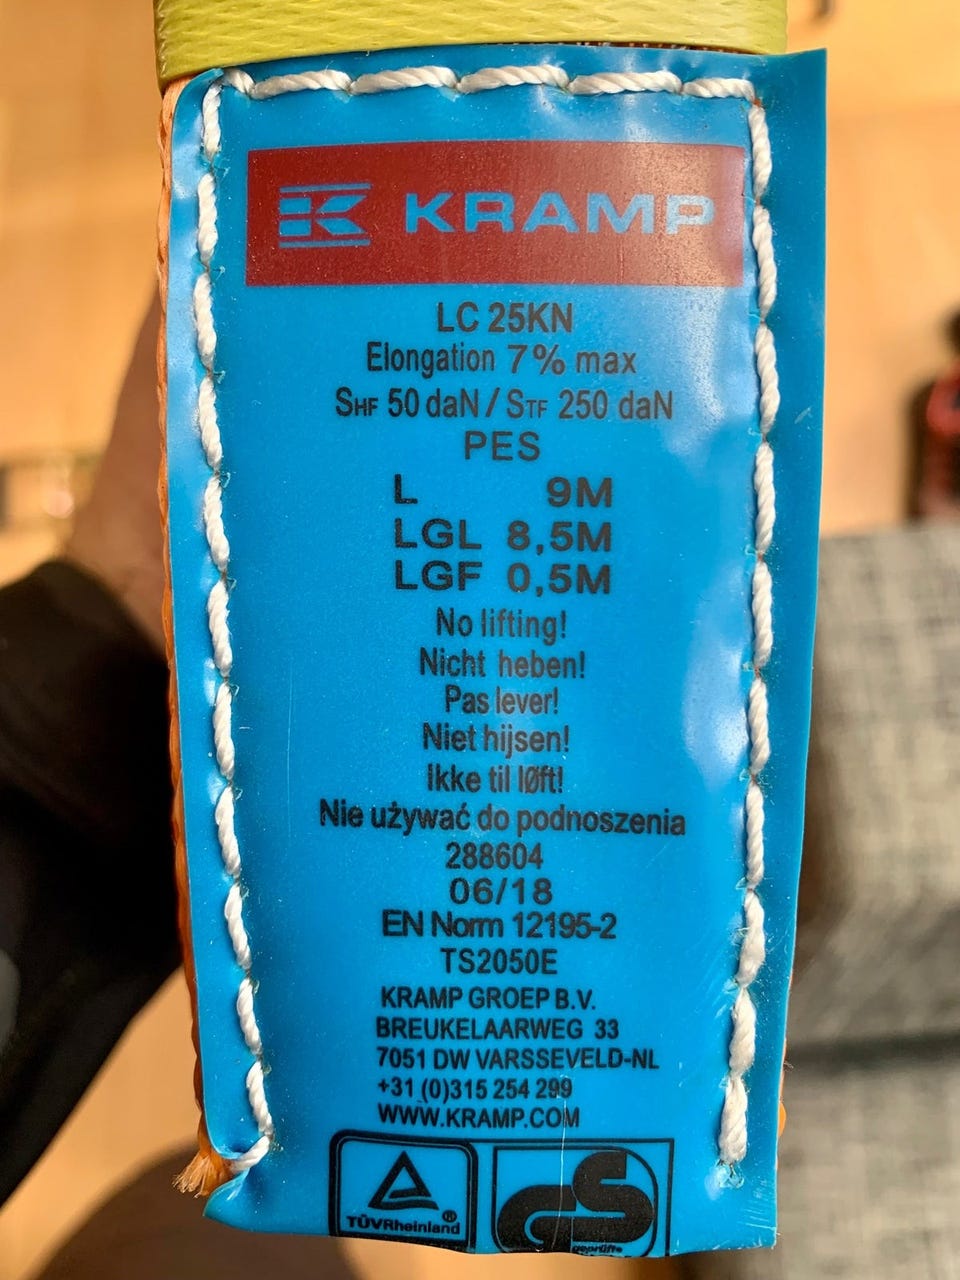 KRAMP
LC 25KN
Elongation 7% max
SHF 50 daN / STF 250 daN
PES
L 9M
LGL 8,5M
LGF 0,5M
No lifting!
Nicht heben!
Pas lever!
Niet hijsen!
Ikke til løft!
Nie używać do podnoszenia
288604
06/18
EN Norm 12195-2
TS2050E
KRAMP GROEP B.V.
BREUKELAARWEG 33
7051 DW VARSSEVELD-NL
+31 (0)315 254 299
WWW.KRAMP.COM
TÜVRheinland®
geprüfte